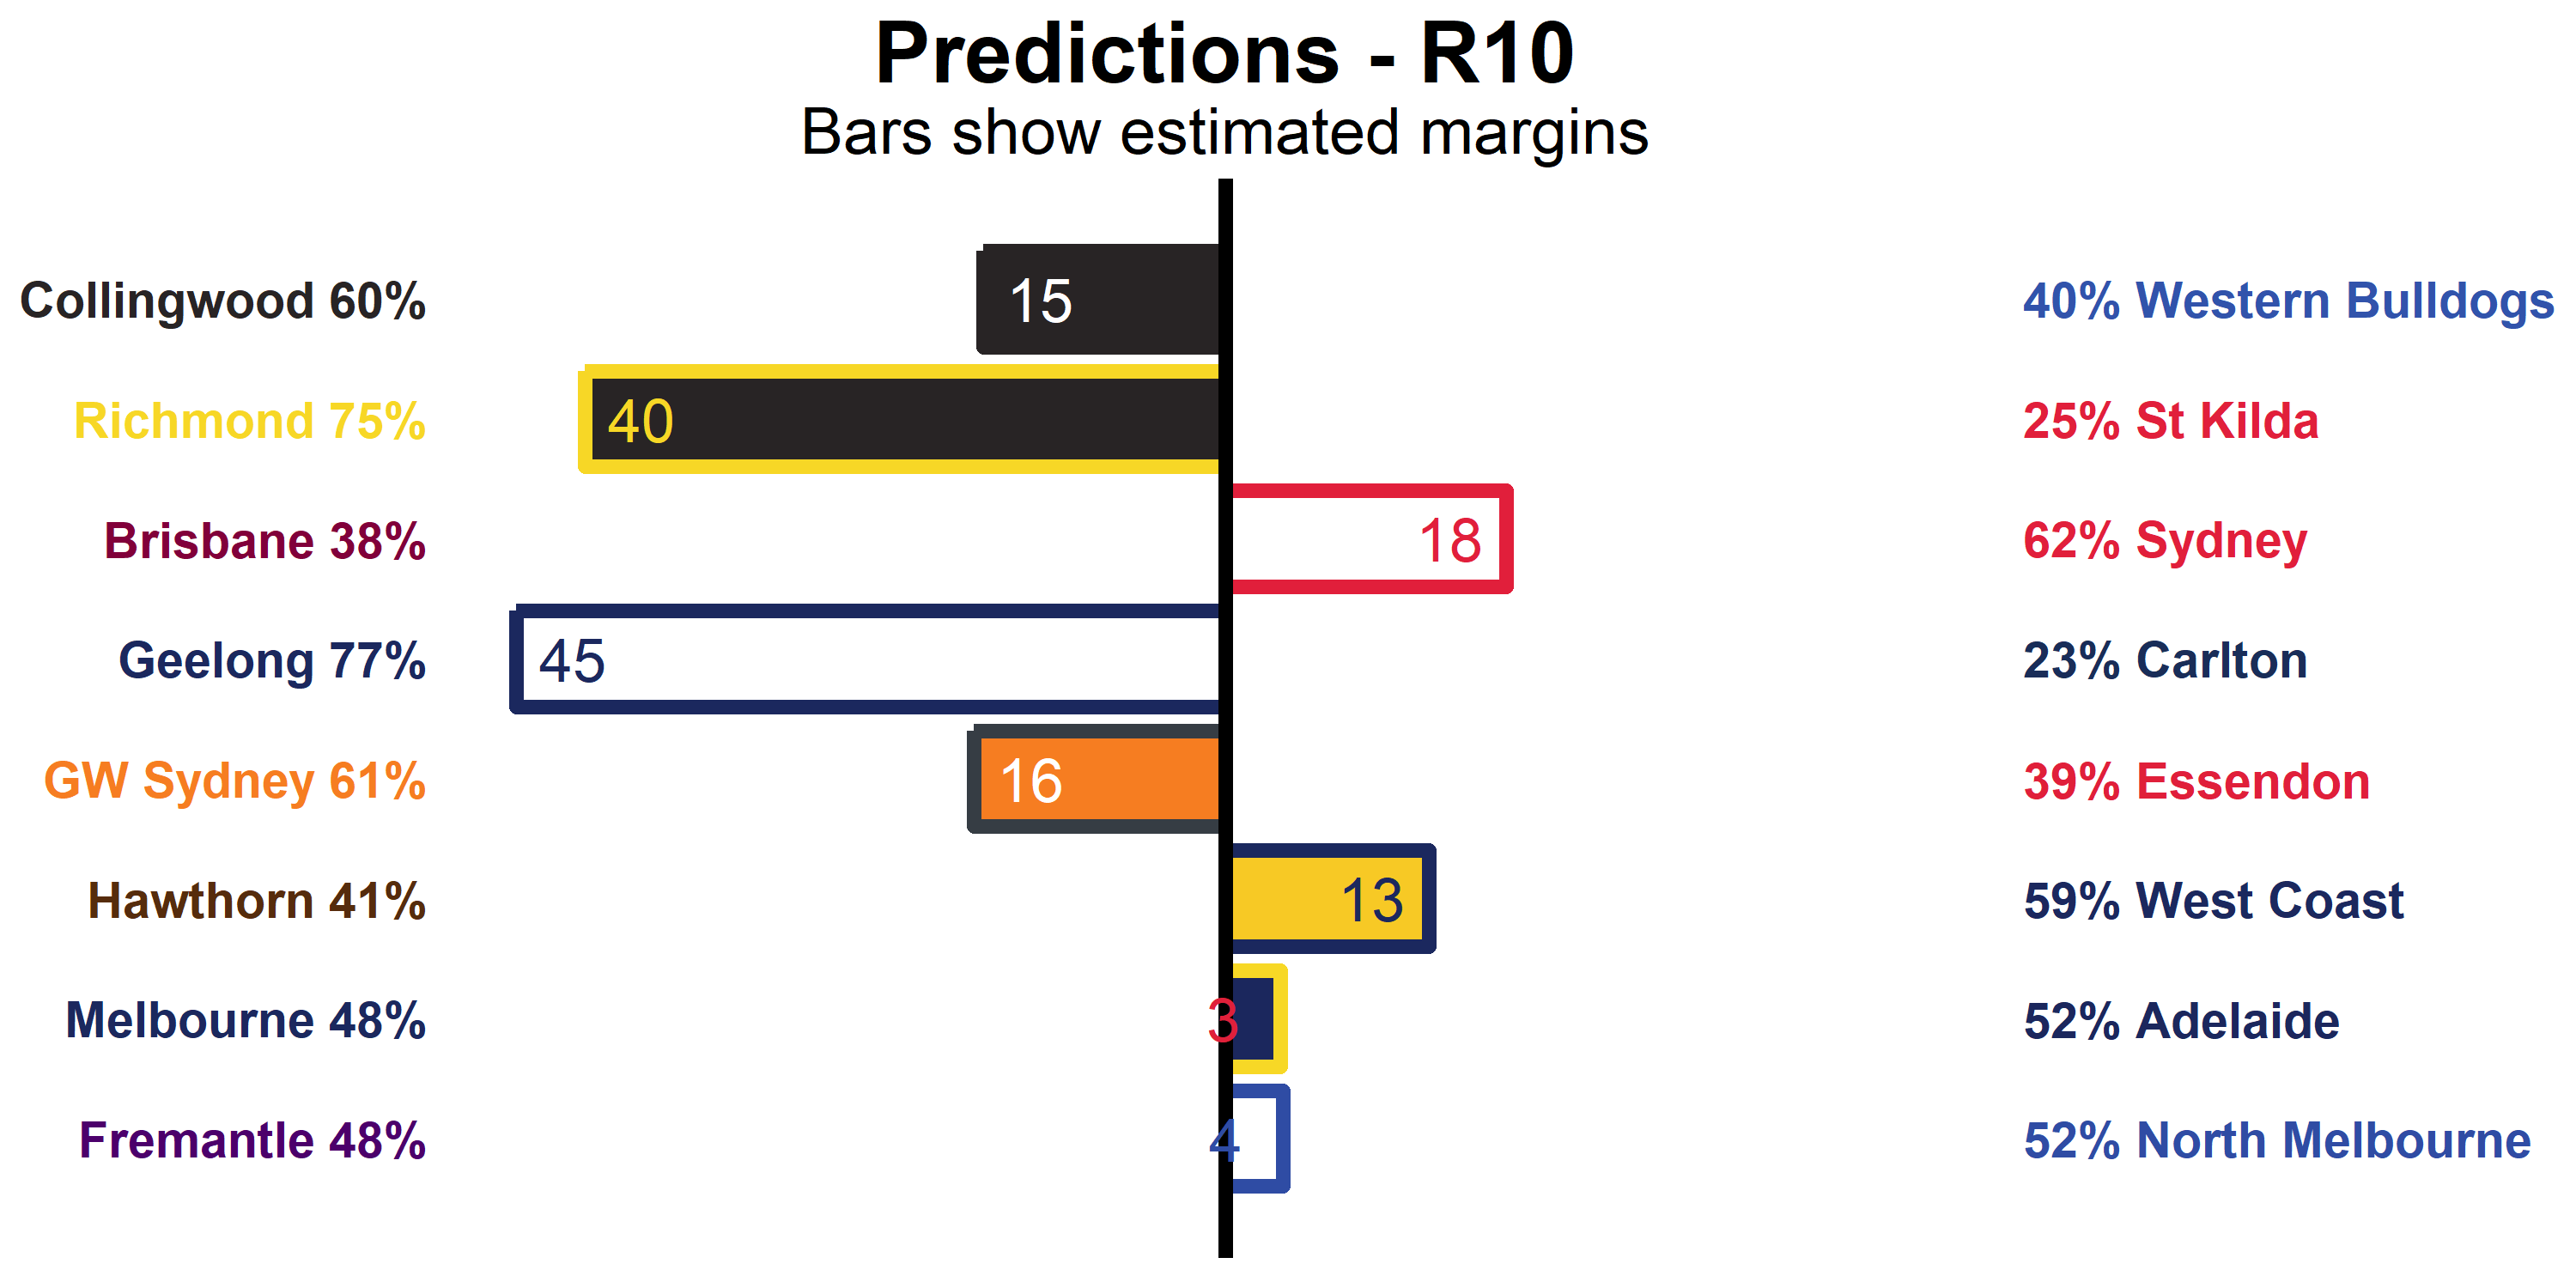 Predictions - R10
Bars show estimated margins
Collingwood 60% 15 40% Western Bulldogs
Richmond 75% 40 25% St Kilda
Brisbane 38% 18 62% Sydney
Geelong 77% 45 23% Carlton
GW Sydney 61% 16 39% Essendon
Hawthorn 41% 13 59% West Coast
Melbourne 48% 3 52% Adelaide
Fremantle 48% 4 52% North Melbourne